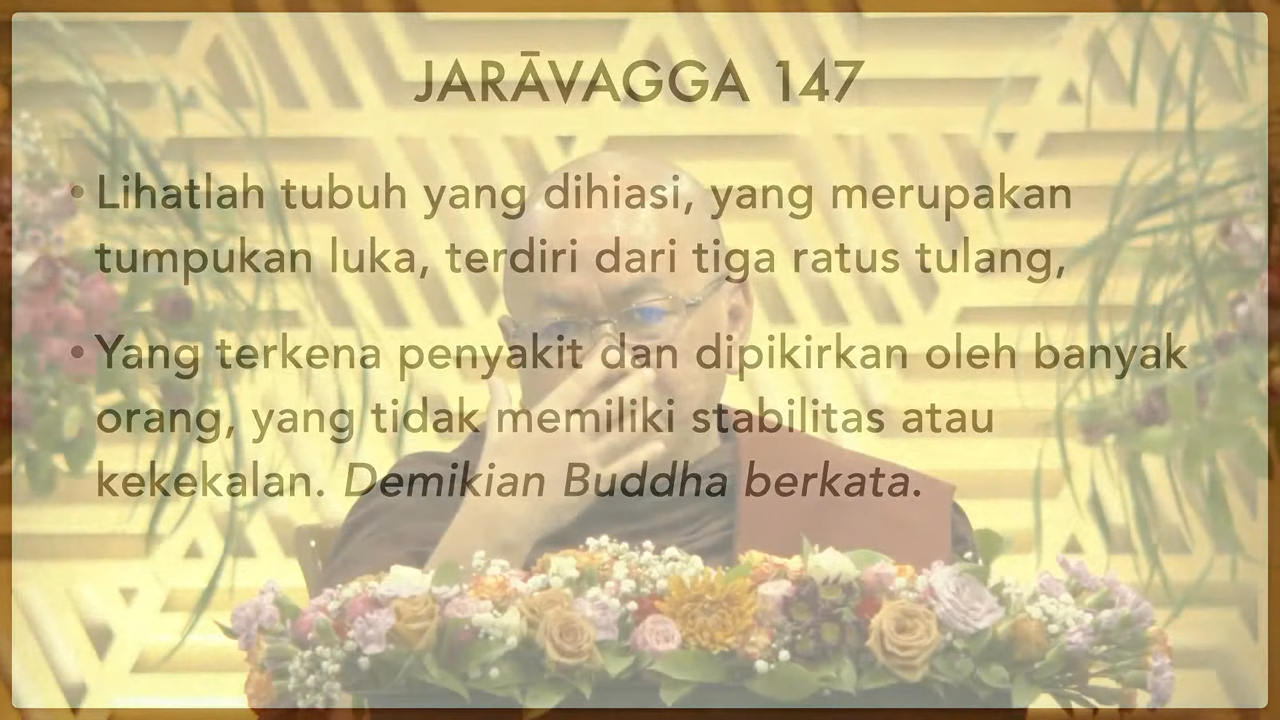 JARĀVAGGA 147
• Lihatlah tubuh yang dihiasi, yang merupakan
tumpukan luka, terdiri dari tiga ratus tulang,
• Yang terkena penyakit dan dipikirkan oleh banyak
orang, yang tidak memiliki stabilitas atau
kekekalan. Demikian Buddha berkata.